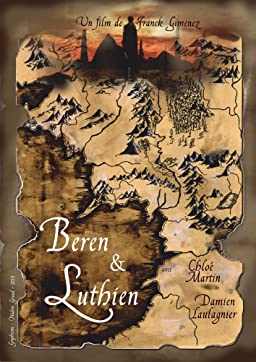 Un film de Franck Gimenez
Beren
&
Luthien
avec
Chloé
Martin
Damien
Laulagnier